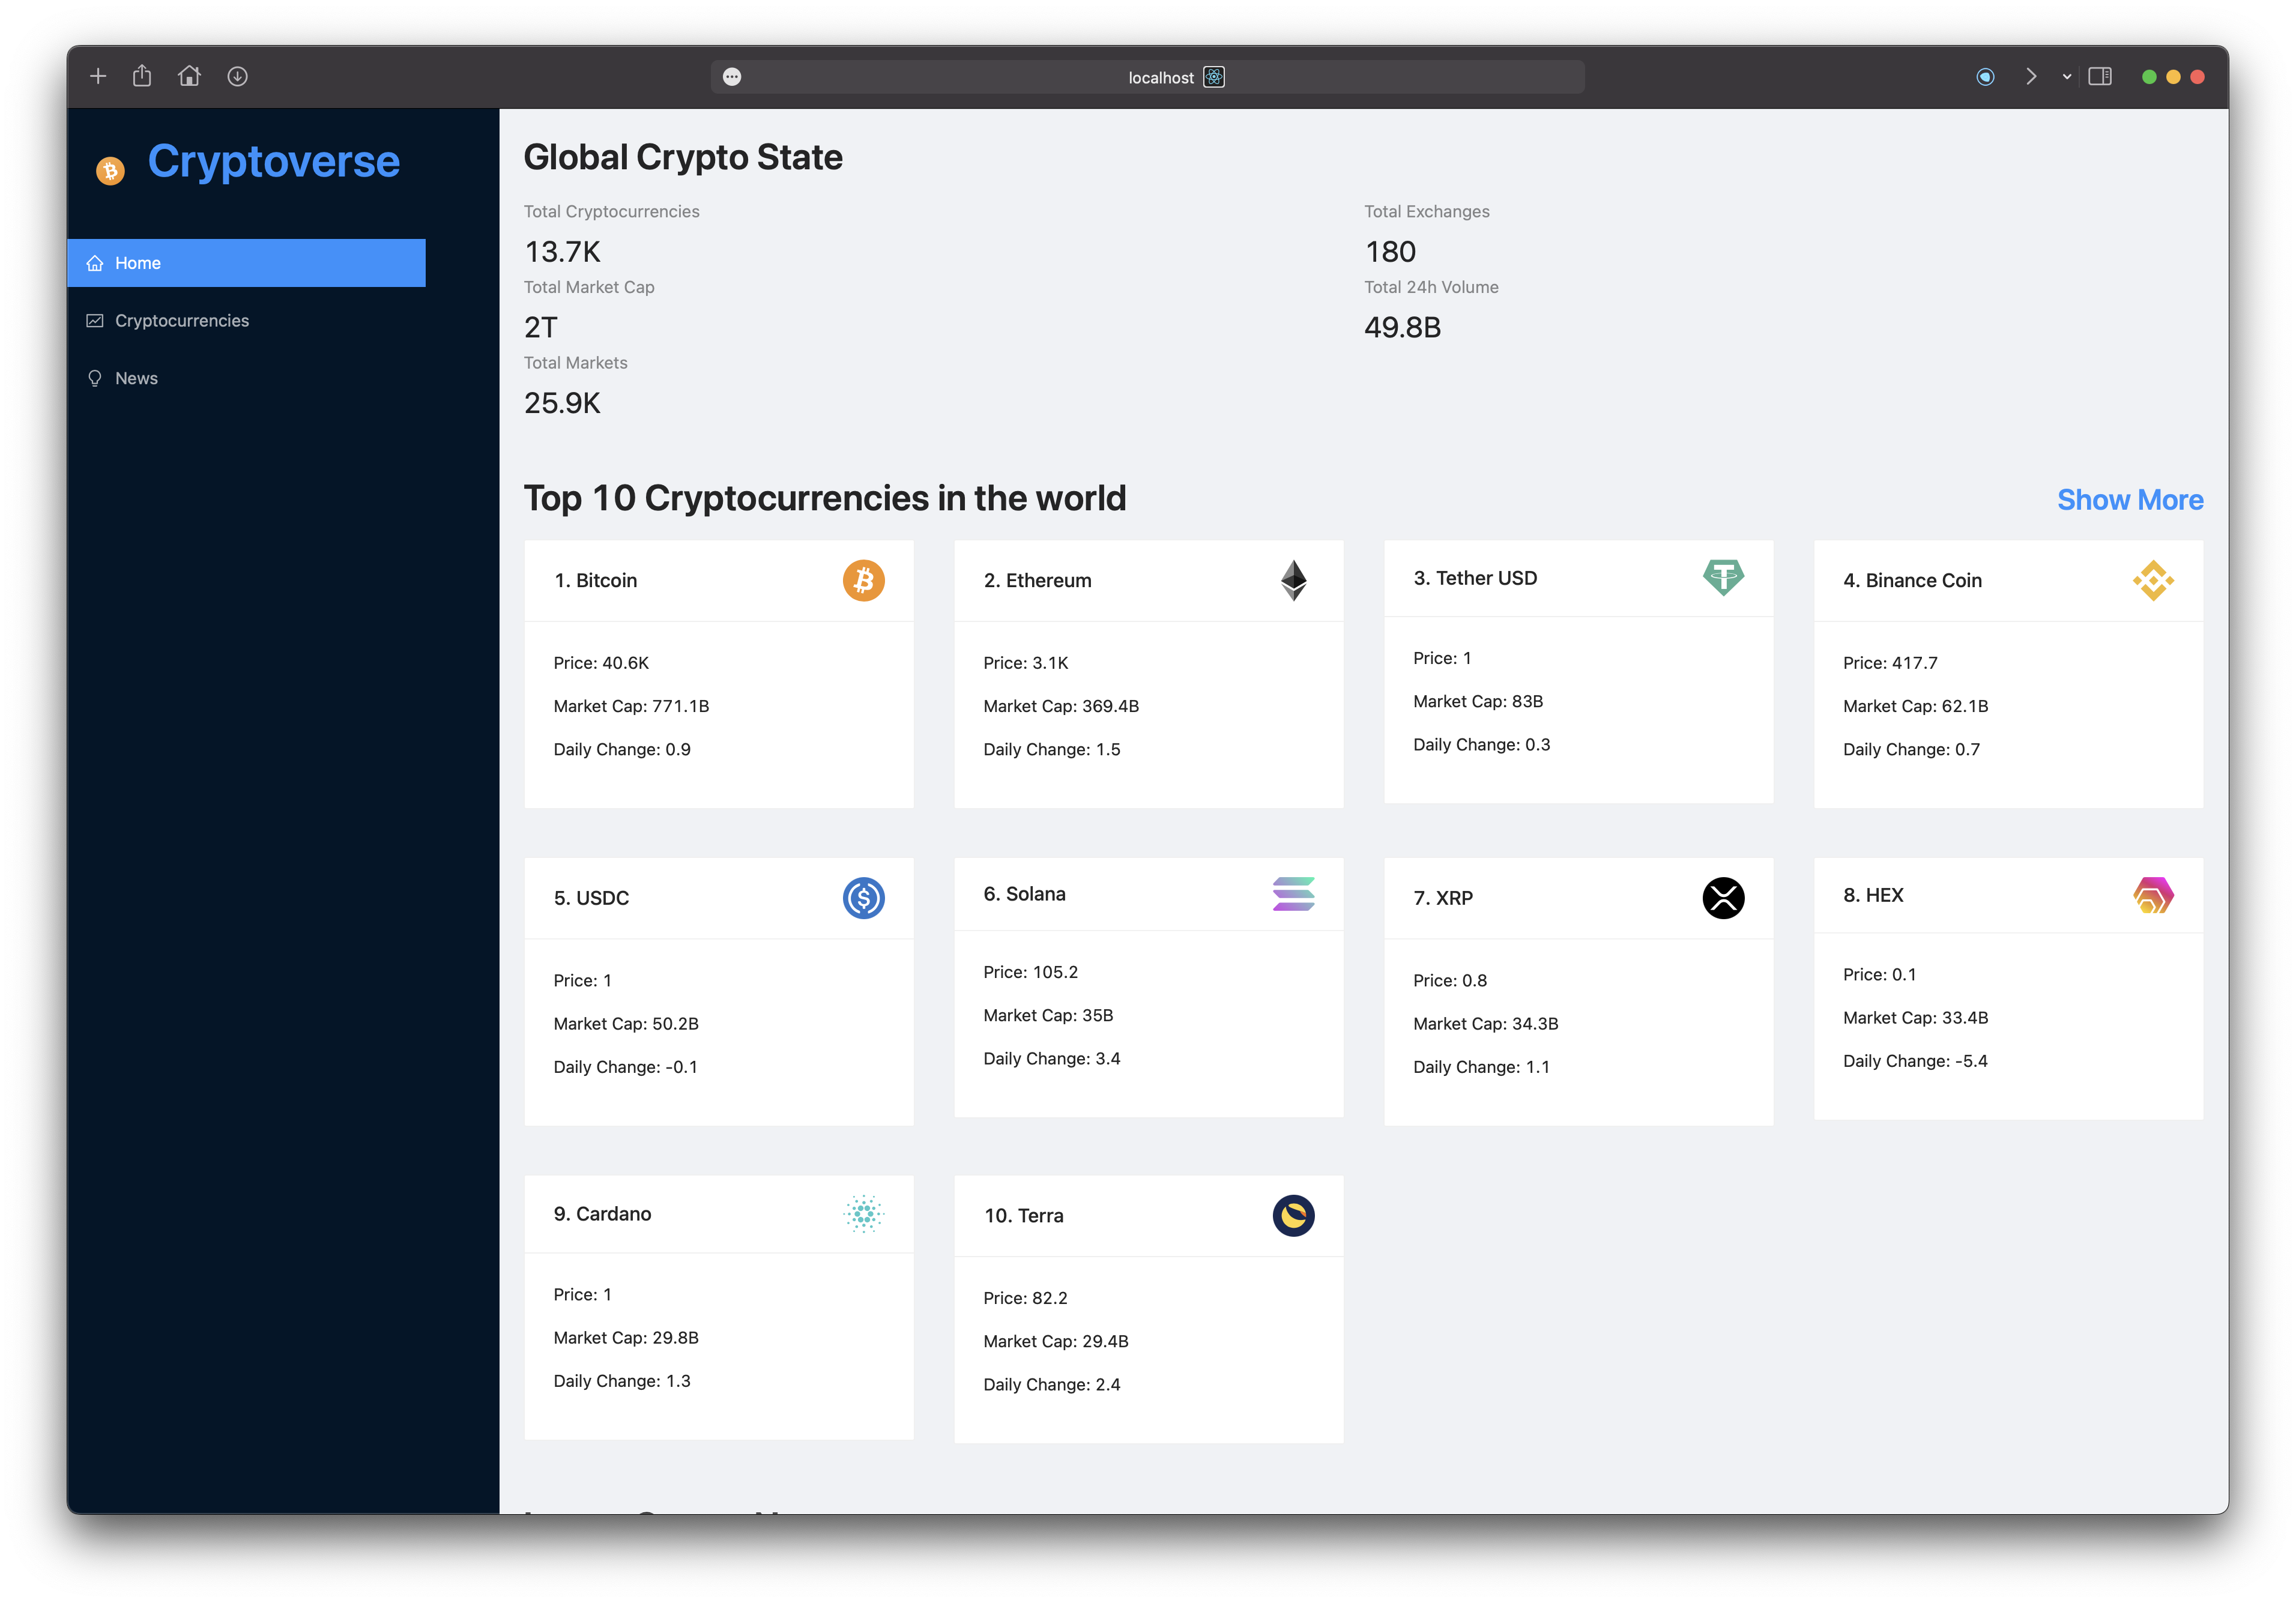 localhost
Cryptoverse
Home
Cryptocurrencies
News
Global Crypto State
Total Cryptocurrencies
13.7K
Total Exchanges
180
Total Market Cap
2T
Total 24h Volume
49.8B
Total Markets
25.9K
Top 10 Cryptocurrencies in the world
Show More
1. Bitcoin
Price: 40.6K
Market Cap: 771.1B
Daily Change: 0.9
2. Ethereum
Price: 3.1K
Market Cap: 369.4B
Daily Change: 1.5
3. Tether USD
Price: 1
Market Cap: 83B
Daily Change: 0.3
4. Binance Coin
Price: 417.7
Market Cap: 62.1B
Daily Change: 0.7
5. USDC
Price: 1
Market Cap: 50.2B
Daily Change: -0.1
6. Solana
Price: 105.2
Market Cap: 35B
Daily Change: 3.4
7. XRP
Price: 0.8
Market Cap: 34.3B
Daily Change: 1.1
8. HEX
Price: 0.1
Market Cap: 33.4B
Daily Change: -5.4
9. Cardano
Price: 1
Market Cap: 29.8B
Daily Change: 1.3
10. Terra
Price: 82.2
Market Cap: 29.4B
Daily Change: 2.4